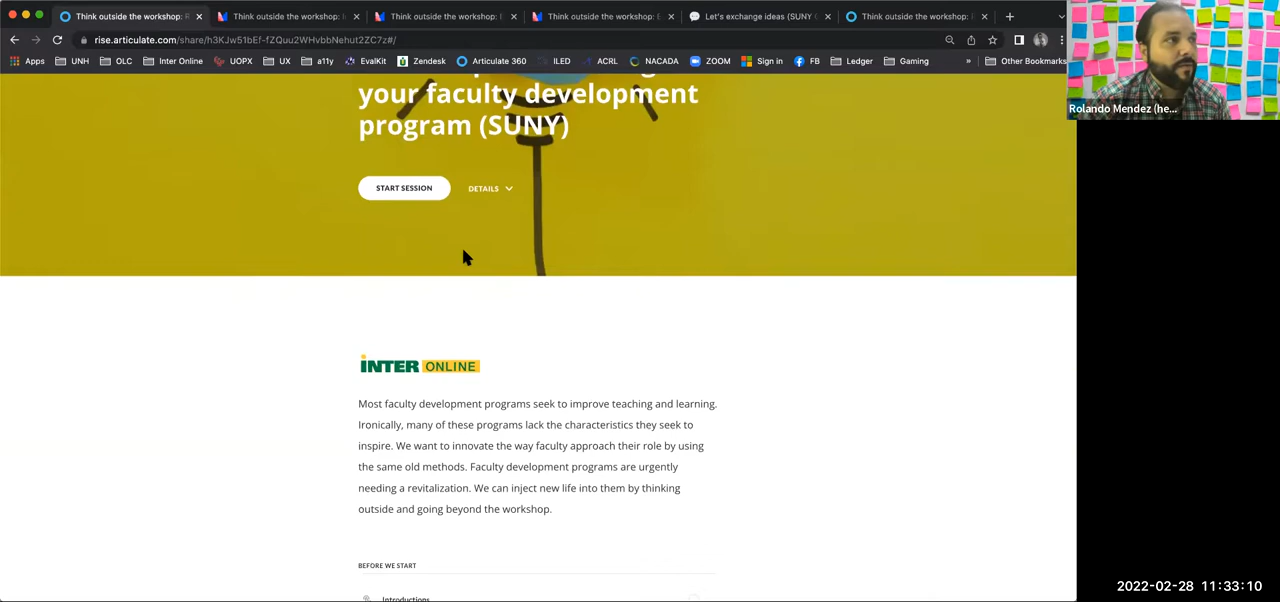 Think outside the workshop: R
Think outside the workshop: I
Think outside the workshop:
Think outside the workshop: E
Let's exchange ideas (SUNY
Think outside the workshop:
rise.articulate.com/share/h3KJw51bEf-fZQuu2WHvbbNehut2ZC7z#/
Apps UNH OLC Inter Online UOPX UX a11y EvalKit Zendesk Articulate 360 ILED ACRL NACADA ZOOM Sign in FB Ledger Gaming » Other Bookmarks
Rolando Mendez (he...
your faculty development
program (SUNY)
START SESSION DETAILS
INTER ONLINE
Most faculty development programs seek to improve teaching and learning.
Ironically, many of these programs lack the characteristics they seek to
inspire. We want to innovate the way faculty approach their role by using
the same old methods. Faculty development programs are urgently
needing a revitalization. We can inject new life into them by thinking
outside and going beyond the workshop.
BEFORE WE START
Introductions
2022-02-28 11:33:10